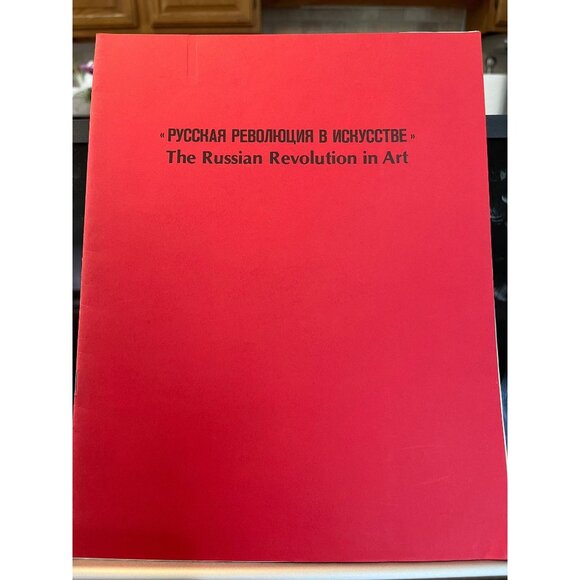 « РУССКАЯ РЕВОЛЮЦИЯ В ИСКУССТВЕ »
The Russian Revolution in Art